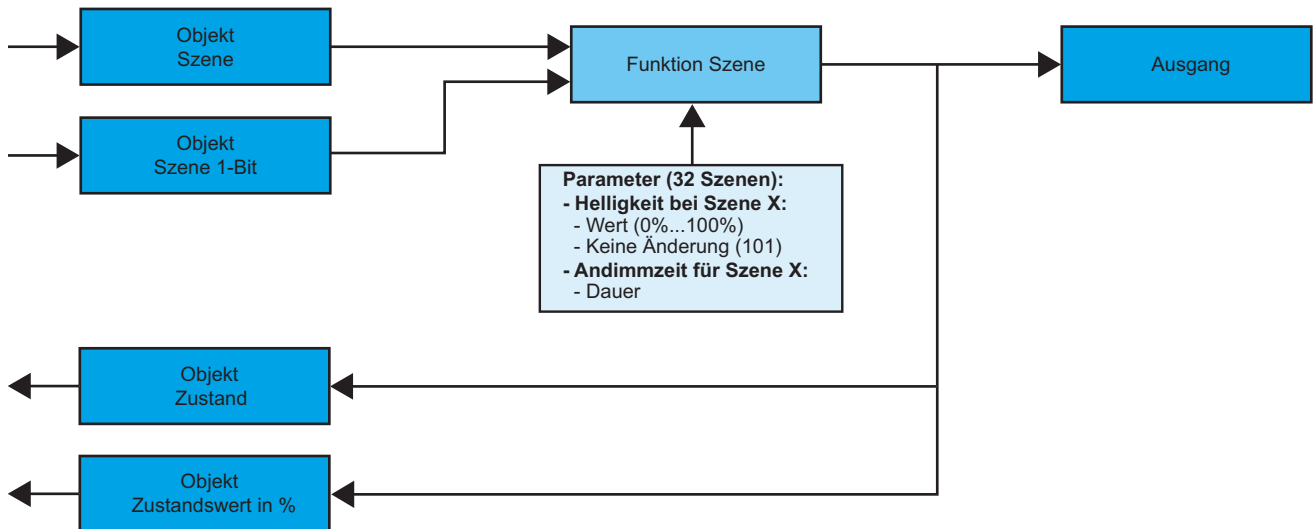 Objekt
Szene
Funktion Szene
Ausgang
Objekt
Szene 1-Bit
Parameter (32 Szenen):
- Helligkeit bei Szene X:
- Wert (0%...100%)
- Keine Änderung (101)
- Andimmzeit für Szene X:
- Dauer
Objekt
Zustand
Objekt
Zustandswert in %